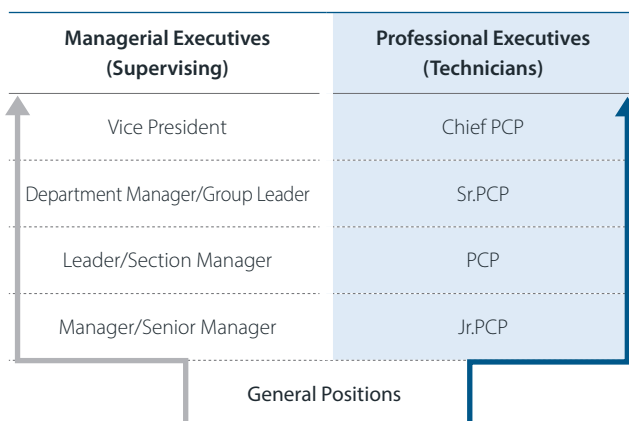 Managerial Executives
(Supervising)
Professional Executives
(Technicians)
Vice President
Chief PCP
Department Manager/Group Leader
Sr.PCP
Leader/Section Manager
PCP
Manager/Senior Manager
Jr.PCP
General Positions